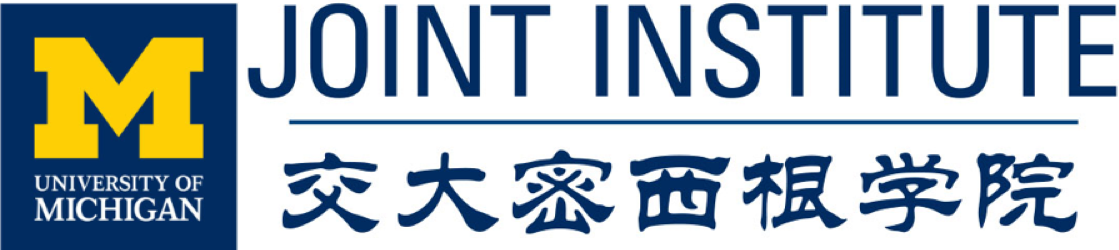 M
UNIVERSITY OF
MICHIGAN
JOINT INSTITUTE
交大密西根学院